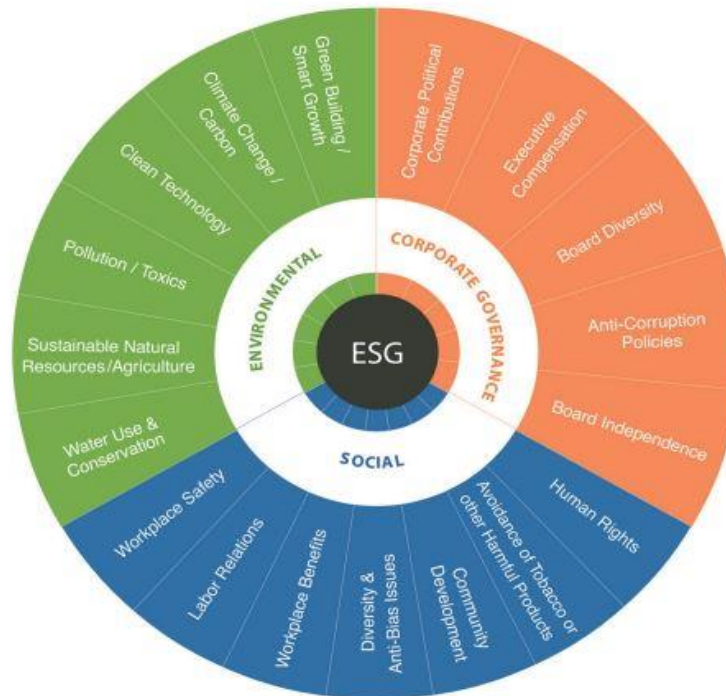 ESG
ENVIRONMENTAL
Green Building /
Smart Growth
Climate Change /
Carbon
Clean Technology
Pollution / Toxics
Sustainable Natural
Resources/Agriculture
Water Use &
Conservation
CORPORATE GOVERNANCE
Corporate Political
Contributions
Executive
Compensation
Board Diversity
Anti-Corruption
Policies
Board Independence
SOCIAL
Human Rights
Avoidance of Tobacco or
other Harmful Products
Community
Development
Diversity &
Anti-Bias Issues
Workplace Benefits
Labor Relations
Workplace Safety